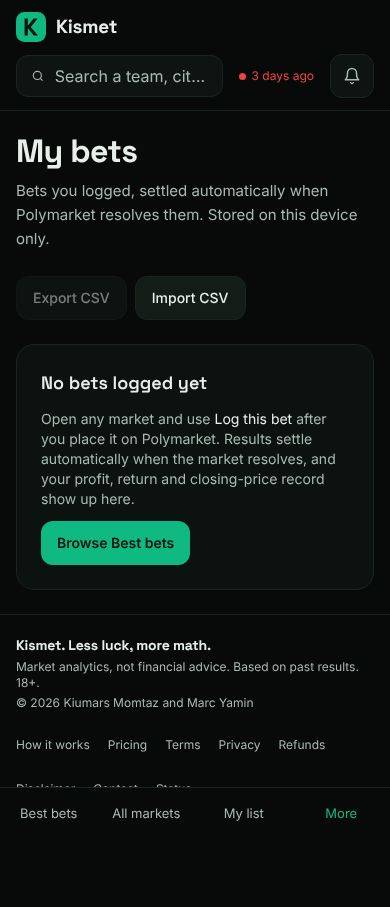 Kismet
Search a team, cit...
3 days ago
My bets
Bets you logged, settled automatically when
Polymarket resolves them. Stored on this device
only.
Export CSV
Import CSV
No bets logged yet
Open any market and use Log this bet after
you place it on Polymarket. Results settle
automatically when the market resolves, and
your profit, return and closing-price record
show up here.
Browse Best bets
Kismet. Less luck, more math.
Market analytics, not financial advice. Based on past results.
18+.
© 2026 Kiumars Momtaz and Marc Yamin
How it works Pricing Terms Privacy Refunds
Disclaimer Contact Status
Best bets All markets My list More